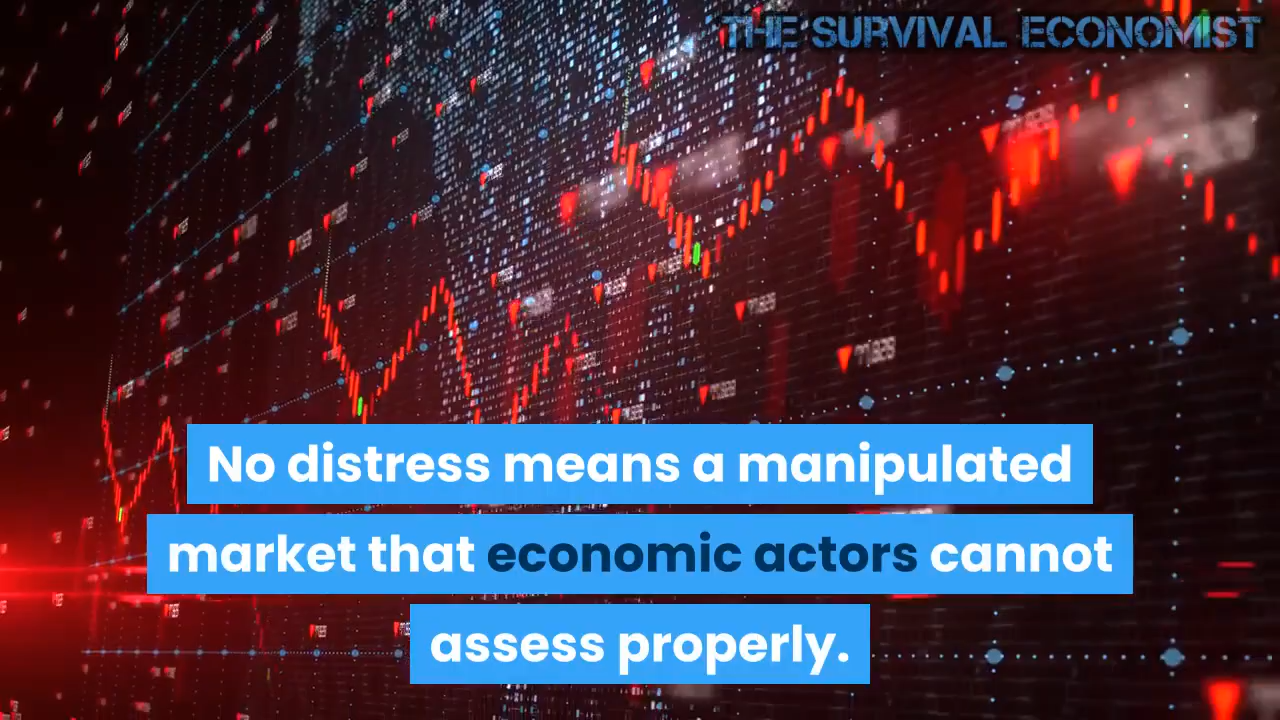 THE SURVIVAL ECONOMIST
No distress means a manipulated
market that economic actors cannot
assess properly.